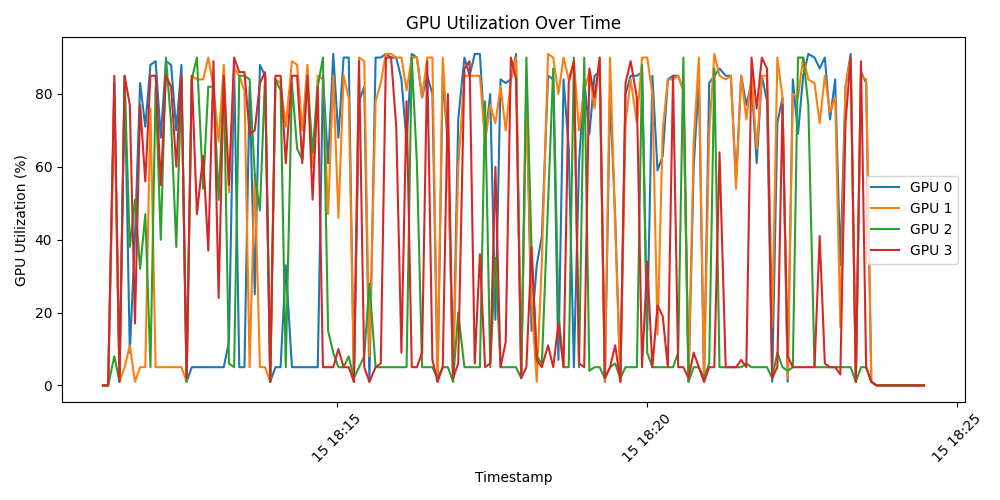 GPU Utilization Over Time
GPU Utilization (%)
80
60
40
20
0
GPU 0
GPU 1
GPU 2
GPU 3
15 18:15
15 18:20
15 18:25
Timestamp